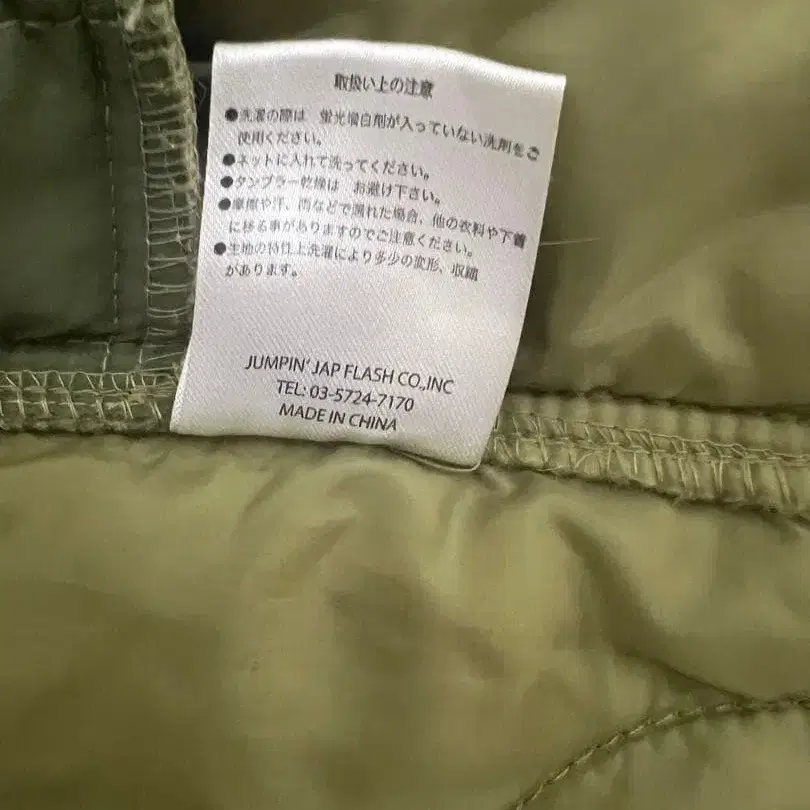 取扱い上の注意
●洗濯の際は　蛍光増白剤が入っていない洗剤をご
使用ください。
●ネットに入れて洗ってください。
●タンブラー乾燥は　お避け下さい。
●摩擦や汗、雨などで濡れた場合、他の衣料や下着
に移る事がありますのでご注意ください。
●生地の特性上洗濯により多少の変形、収縮
があります。
JUMPIN' JAP FLASH CO.,INC
TEL: 03-5724-7170
MADE IN CHINA